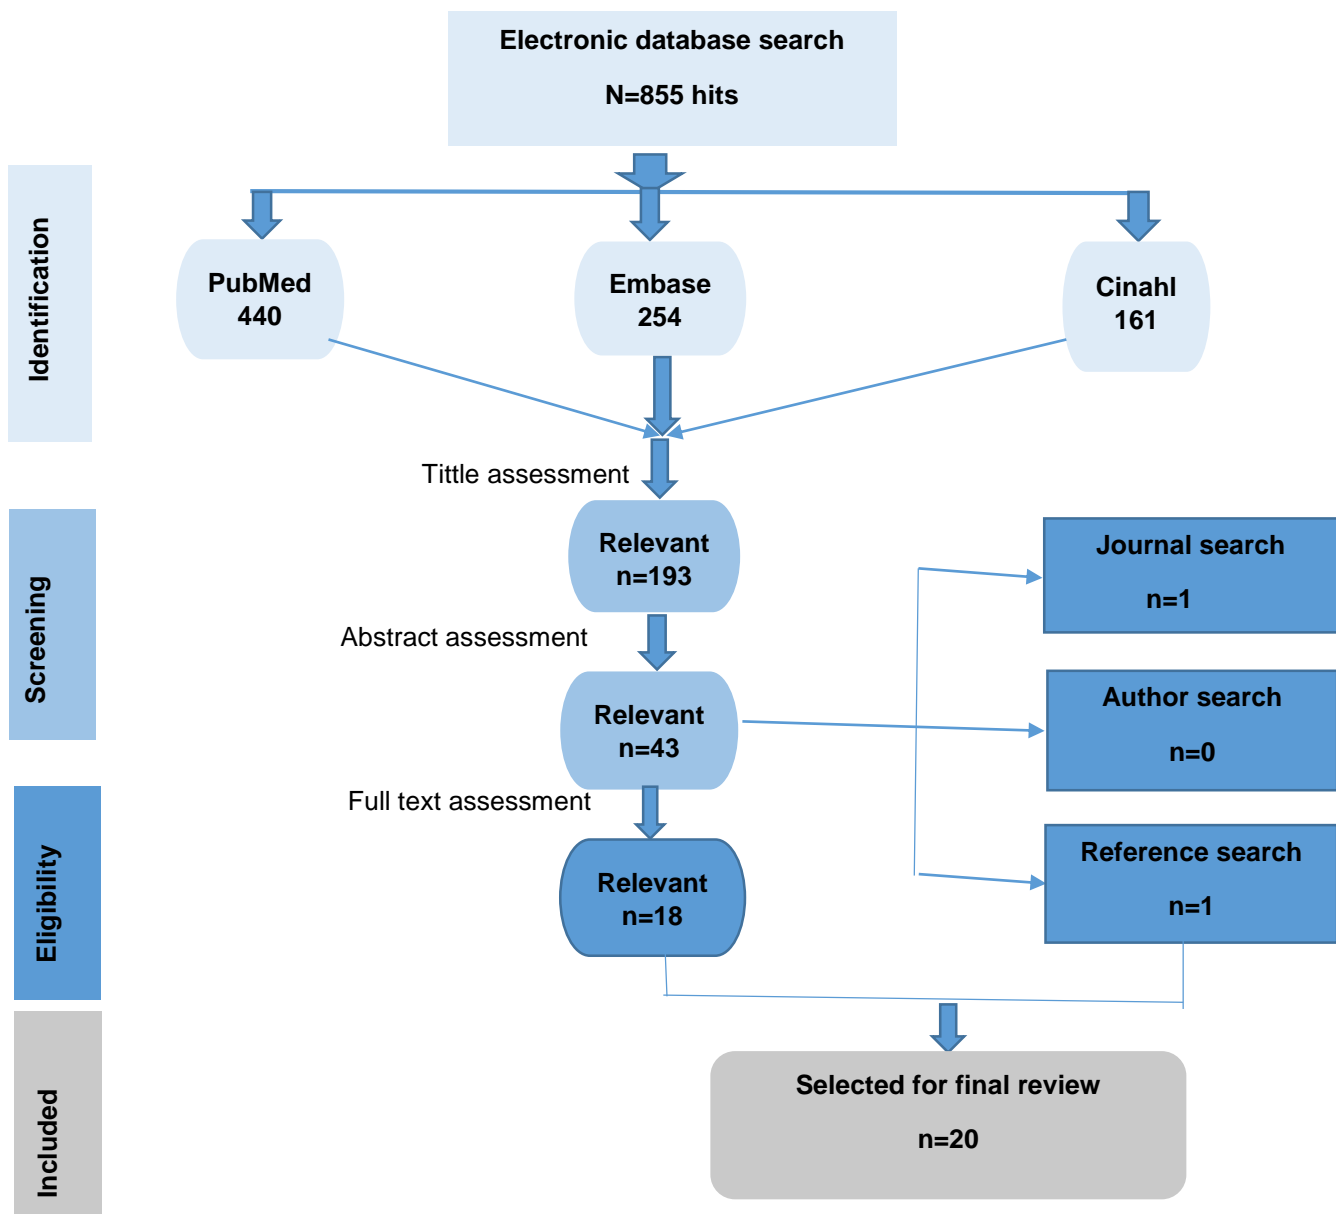 Electronic database search
N=855 hits
Identification
PubMed
440
Embase
254
Cinahl
161
Tittle assessment
Screening
Relevant
n=193
Journal search
n=1
Abstract assessment
Relevant
n=43
Author search
n=0
Full text assessment
Eligibility
Relevant
n=18
Reference search
n=1
Included
Selected for final review
n=20